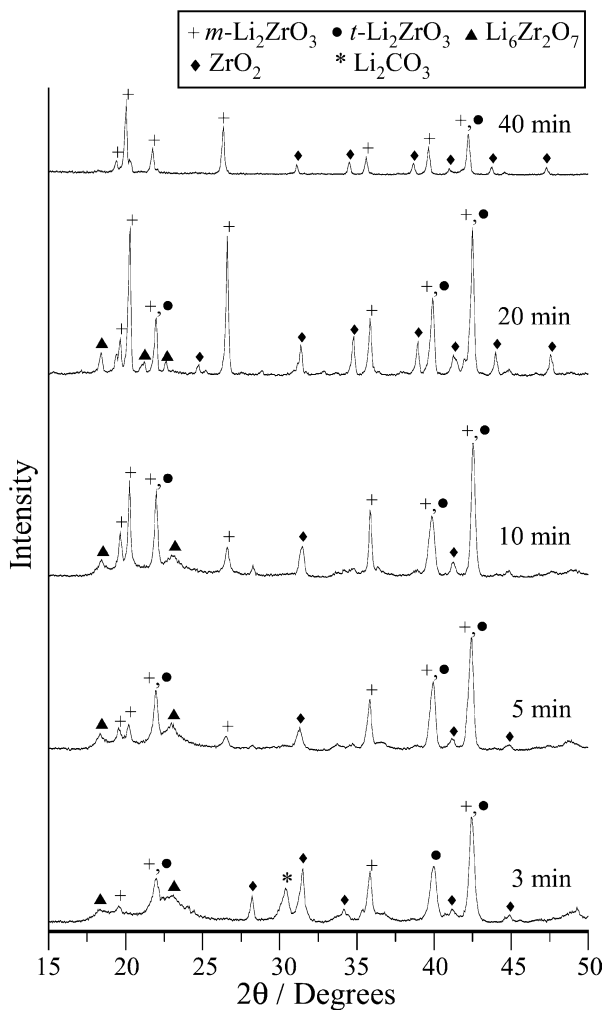 + m-Li₂ZrO₃ ● t-Li₂ZrO₃ ▲ Li₆Zr₂O₇
♦ ZrO₂ * Li₂CO₃
40 min
20 min
10 min
5 min
3 min
Intensity
15 20 25 30 35 40 45 50
2θ / Degrees